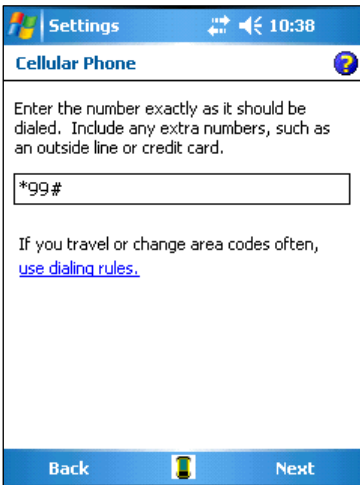 Settings 10:38
Cellular Phone
Enter the number exactly as it should be
dialed. Include any extra numbers, such as
an outside line or credit card.
*99#
If you travel or change area codes often,
use dialing rules.
Back Next